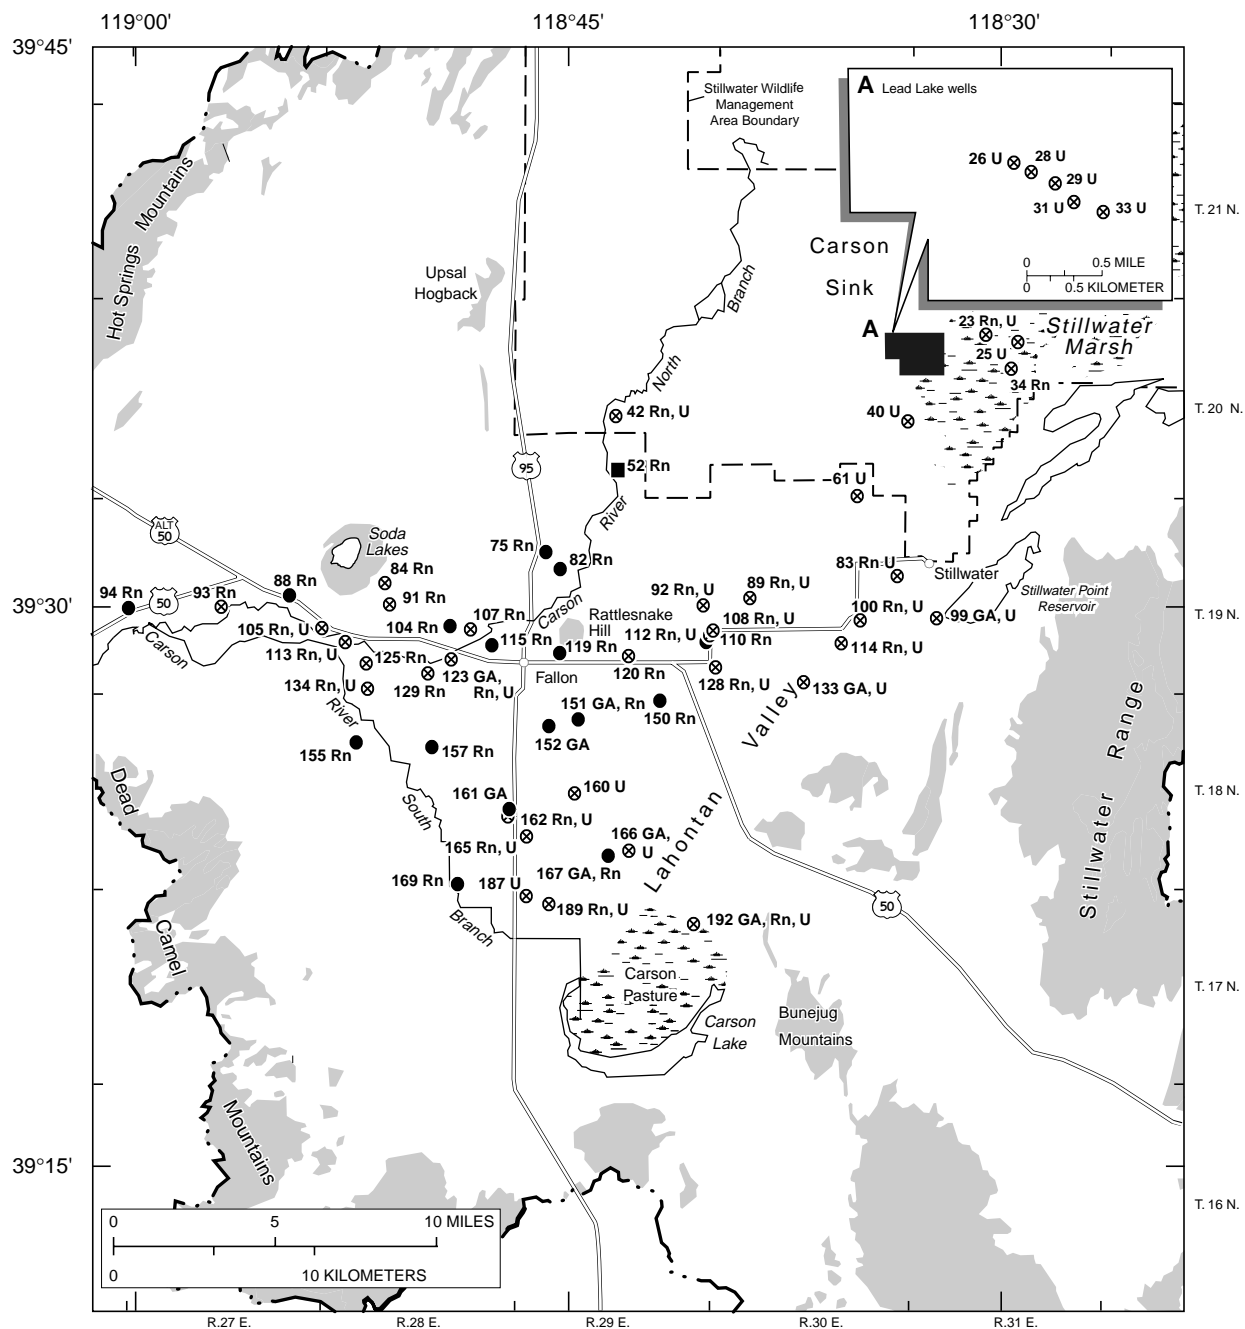 119°00'
118°45'
118°30'
39°45'
Stillwater Wildlife
Management
Area Boundary
A Lead Lake wells
26 U
28 U
29 U
31 U
33 U
0 0.5 MILE
0 0.5 KILOMETER
T. 21 N.
Hot Springs Mountains
Upsal
Hogback
Carson
Sink
North Branch
A
23 Rn, U
25 U
34 Rn
Stillwater
Marsh
T. 20 N.
42 Rn, U
40 U
95
52 Rn
61 U
River
ALT
50
Soda
Lakes
75 Rn
82 Rn
84 Rn
83 Rn U
Stillwater
88 Rn
91 Rn
92 Rn, U
89 Rn, U
Stillwater Point
Reservoir
94 Rn
50
93 Rn
39°30'
Carson
107 Rn
Rattlesnake
Hill
108 Rn, U
100 Rn, U
99 GA, U
T. 19 N.
105 Rn, U
104 Rn
115 Rn
119 Rn
112 Rn, U
110 Rn
114 Rn, U
Carson
113 Rn, U
125 Rn
123 GA,
Rn, U
129 Rn
Fallon
120 Rn
128 Rn, U
133 GA, U
134 Rn, U
River
151 GA, Rn
150 Rn
152 GA
155 Rn
157 Rn
Lahontan Valley
Stillwater Range
Dead
South
161 GA
160 U
T. 18 N.
162 Rn, U
165 Rn, U
166 GA,
U
167 GA, Rn
169 Rn
187 U
189 Rn, U
50
Branch
192 GA, Rn, U
Camel
Carson
Pasture
T. 17 N.
Carson
Lake
Bunejug
Mountains
Mountains
39°15'
T. 16 N.
0 5 10 MILES
0 10 KILOMETERS
R.27 E.
R.28 E.
R.29 E.
R.30 E.
R.31 E.